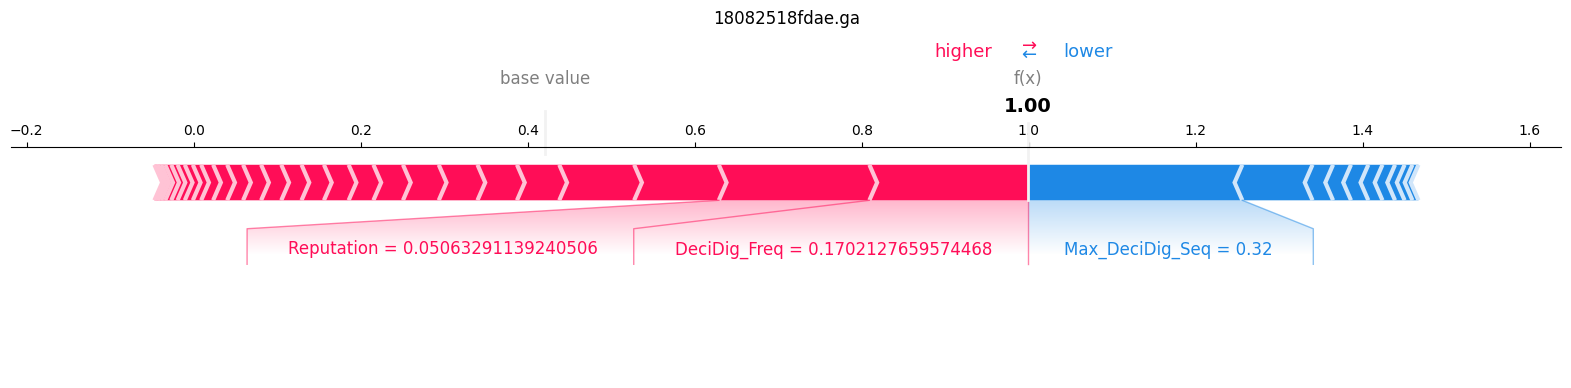 18082518fdae.ga
higher ⇄ lower
base value f(x)
1.00
−0.2 0.0 0.2 0.4 0.6 0.8 1.0 1.2 1.4 1.6
Reputation = 0.05063291139240506 DeciDig_Freq = 0.1702127659574468 Max_DeciDig_Seq = 0.32